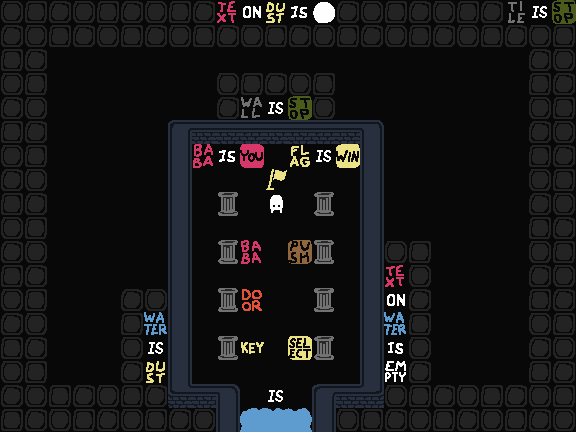 TEXT ON DUST IS
TILE IS STOP
WALL IS STOP
BABA IS YOU
FLAG IS WIN
BABA PUSH
DOOR
KEY SELECT
IS
WATER IS DUST
TEXT ON WATER IS EMPTY